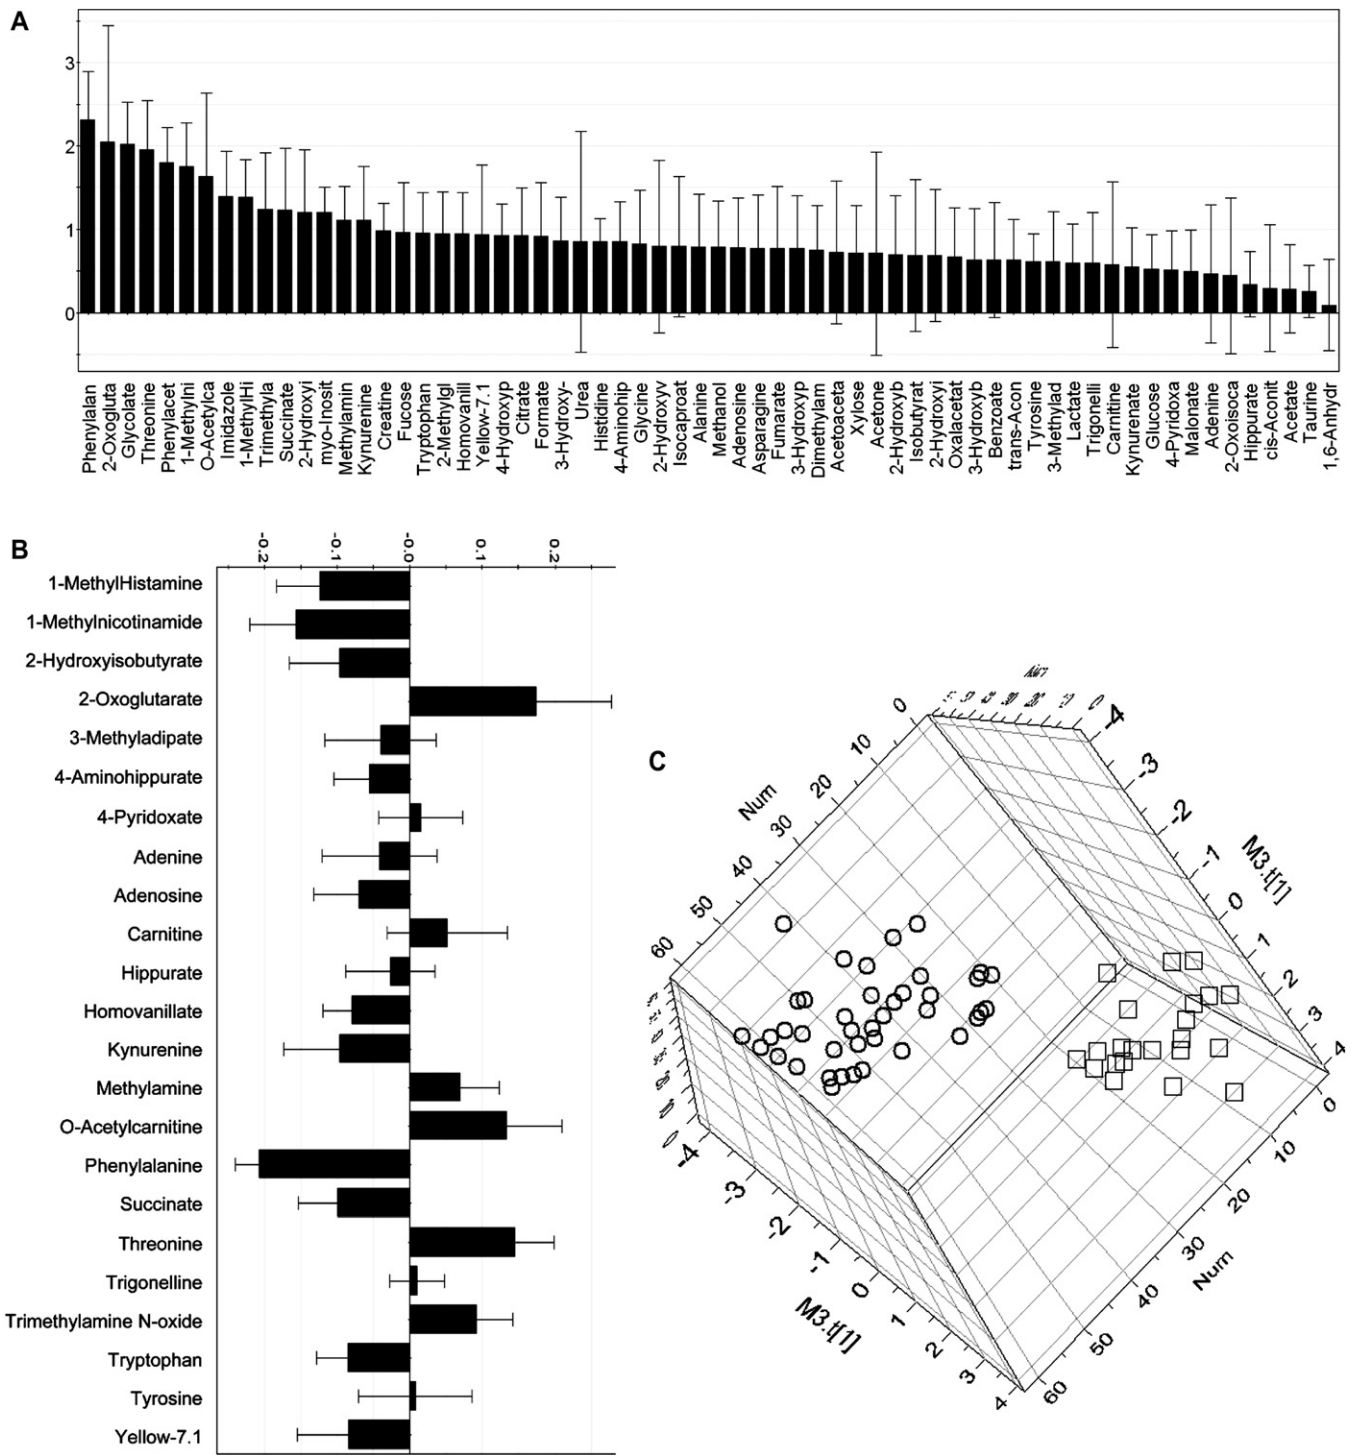 A
3
2
1
0
Phenylalan
2-Oxogluta
Glycolate
Threonine
Phenylacet
1-Methylni
O-Acetylca
Imidazole
1-MethylHi
Trimethyla
Succinate
2-Hydroxyi
myo-Inosit
Methylamin
Kynurenine
Creatine
Fucose
Tryptophan
2-Methylgl
Homovanill
Yellow-7.1
4-Hydroxyp
Citrate
Formate
3-Hydroxy-
Urea
Histidine
4-Aminohip
Glycine
2-Hydroxyv
Isocaproat
Alanine
Methanol
Adenosine
Asparagine
Fumarate
3-Hydroxyp
Dimethylam
Acetoaceta
Xylose
Acetone
2-Hydroxyb
Isobutyrat
2-Hydroxyi
Oxalacetat
3-Hydroxyb
Benzoate
trans-Acon
Tyrosine
3-Methylad
Lactate
Trigonelli
Carnitine
Kynurenate
Glucose
4-Pyridoxa
Malonate
Adenine
2-Oxoisoca
Hippurate
cis-Aconit
Acetate
Taurine
1,6-Anhydr
B
-0.2
-0.1
-0.0
0.1
0.2
1-MethylHistamine
1-Methylnicotinamide
2-Hydroxyisobutyrate
2-Oxoglutarate
3-Methyladipate
4-Aminohippurate
4-Pyridoxate
Adenine
Adenosine
Carnitine
Hippurate
Homovanillate
Kynurenine
Methylamine
O-Acetylcarnitine
Phenylalanine
Succinate
Threonine
Trigonelline
Trimethylamine N-oxide
Tryptophan
Tyrosine
Yellow-7.1
C
0
10
20
30
40
50
60
Num
-4
-3
-2
-1
0
1
2
3
4
M3.t[1]
-4
-3
-2
-1
0
1
2
3
4
M3.t[1]
0
10
20
30
40
50
60
Num